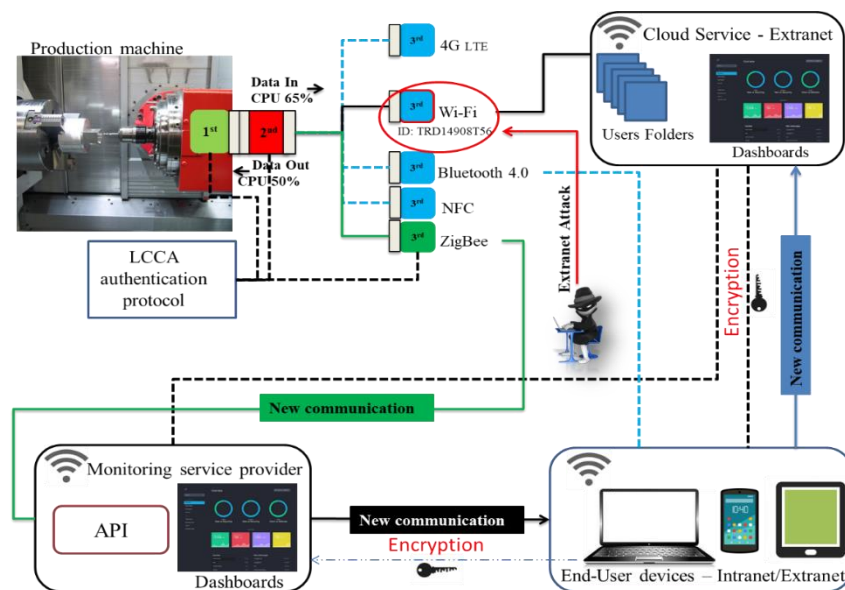 Production machine
1st
2nd
Data In
CPU 65%
Data Out
CPU 50%
3rd
4G LTE
3rd
Wi-Fi
ID: TRD14908T56
3rd
Bluetooth 4.0
3rd
NFC
3rd
ZigBee
LCCA
authentication
protocol
Extranet Attack
Cloud Service - Extranet
Users Folders
Dashboards
Encryption
New communication
New communication
Monitoring service provider
API
Dashboards
New communication
Encryption
10:40
End-User devices – Intranet/Extranet